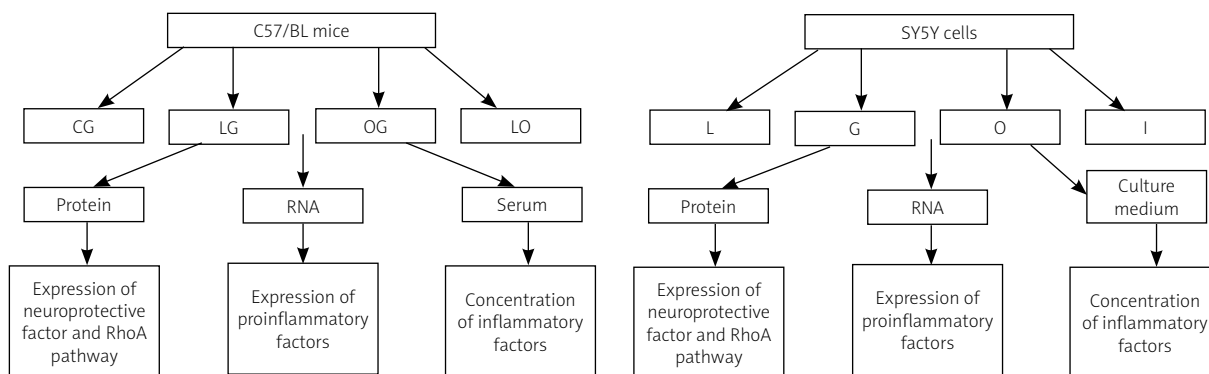 C57/BL mice
CG
LG
OG
LO
Protein
RNA
Serum
Expression of
neuroprotective
factor and RhoA
pathway
Expression of
proinflammatory
factors
Concentration
of inflammatory
factors
SY5Y cells
L
G
O
I
Protein
RNA
Culture
medium
Expression of
neuroprotective
factor and RhoA
pathway
Expression of
proinflammatory
factors
Concentration
of inflammatory
factors